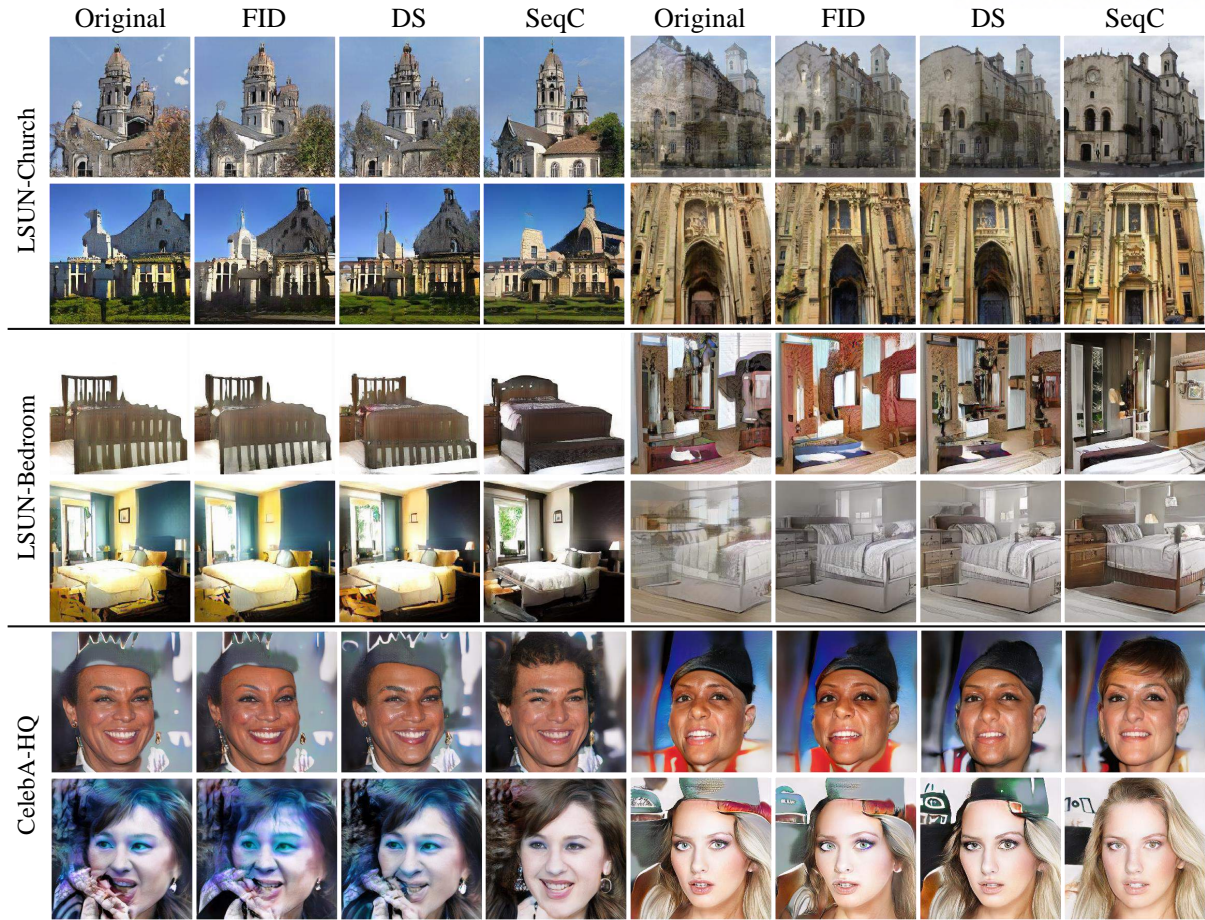 Original FID DS SeqC Original FID DS SeqC
LSUN-Church
LSUN-Bedroom
CelebA-HQ